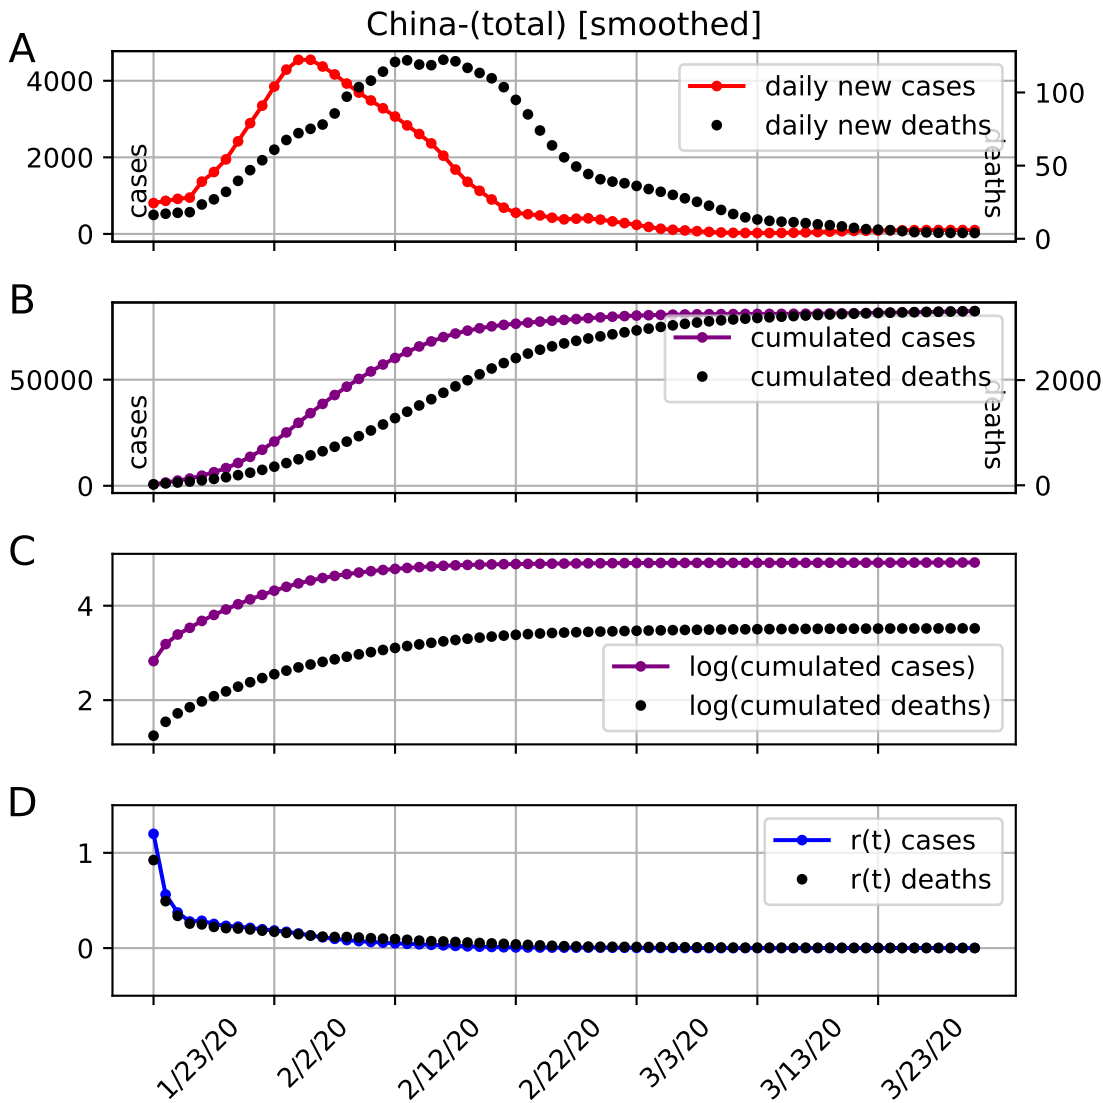 China-(total) [smoothed]
A
4000
2000
0
cases
daily new cases
daily new deaths
100
50
0
deaths
B
50000
0
cases
cumulated cases
cumulated deaths
2000
0
deaths
C
4
2
log(cumulated cases)
log(cumulated deaths)
D
1
0
r(t) cases
r(t) deaths
1/23/20
2/2/20
2/12/20
2/22/20
3/3/20
3/13/20
3/23/20